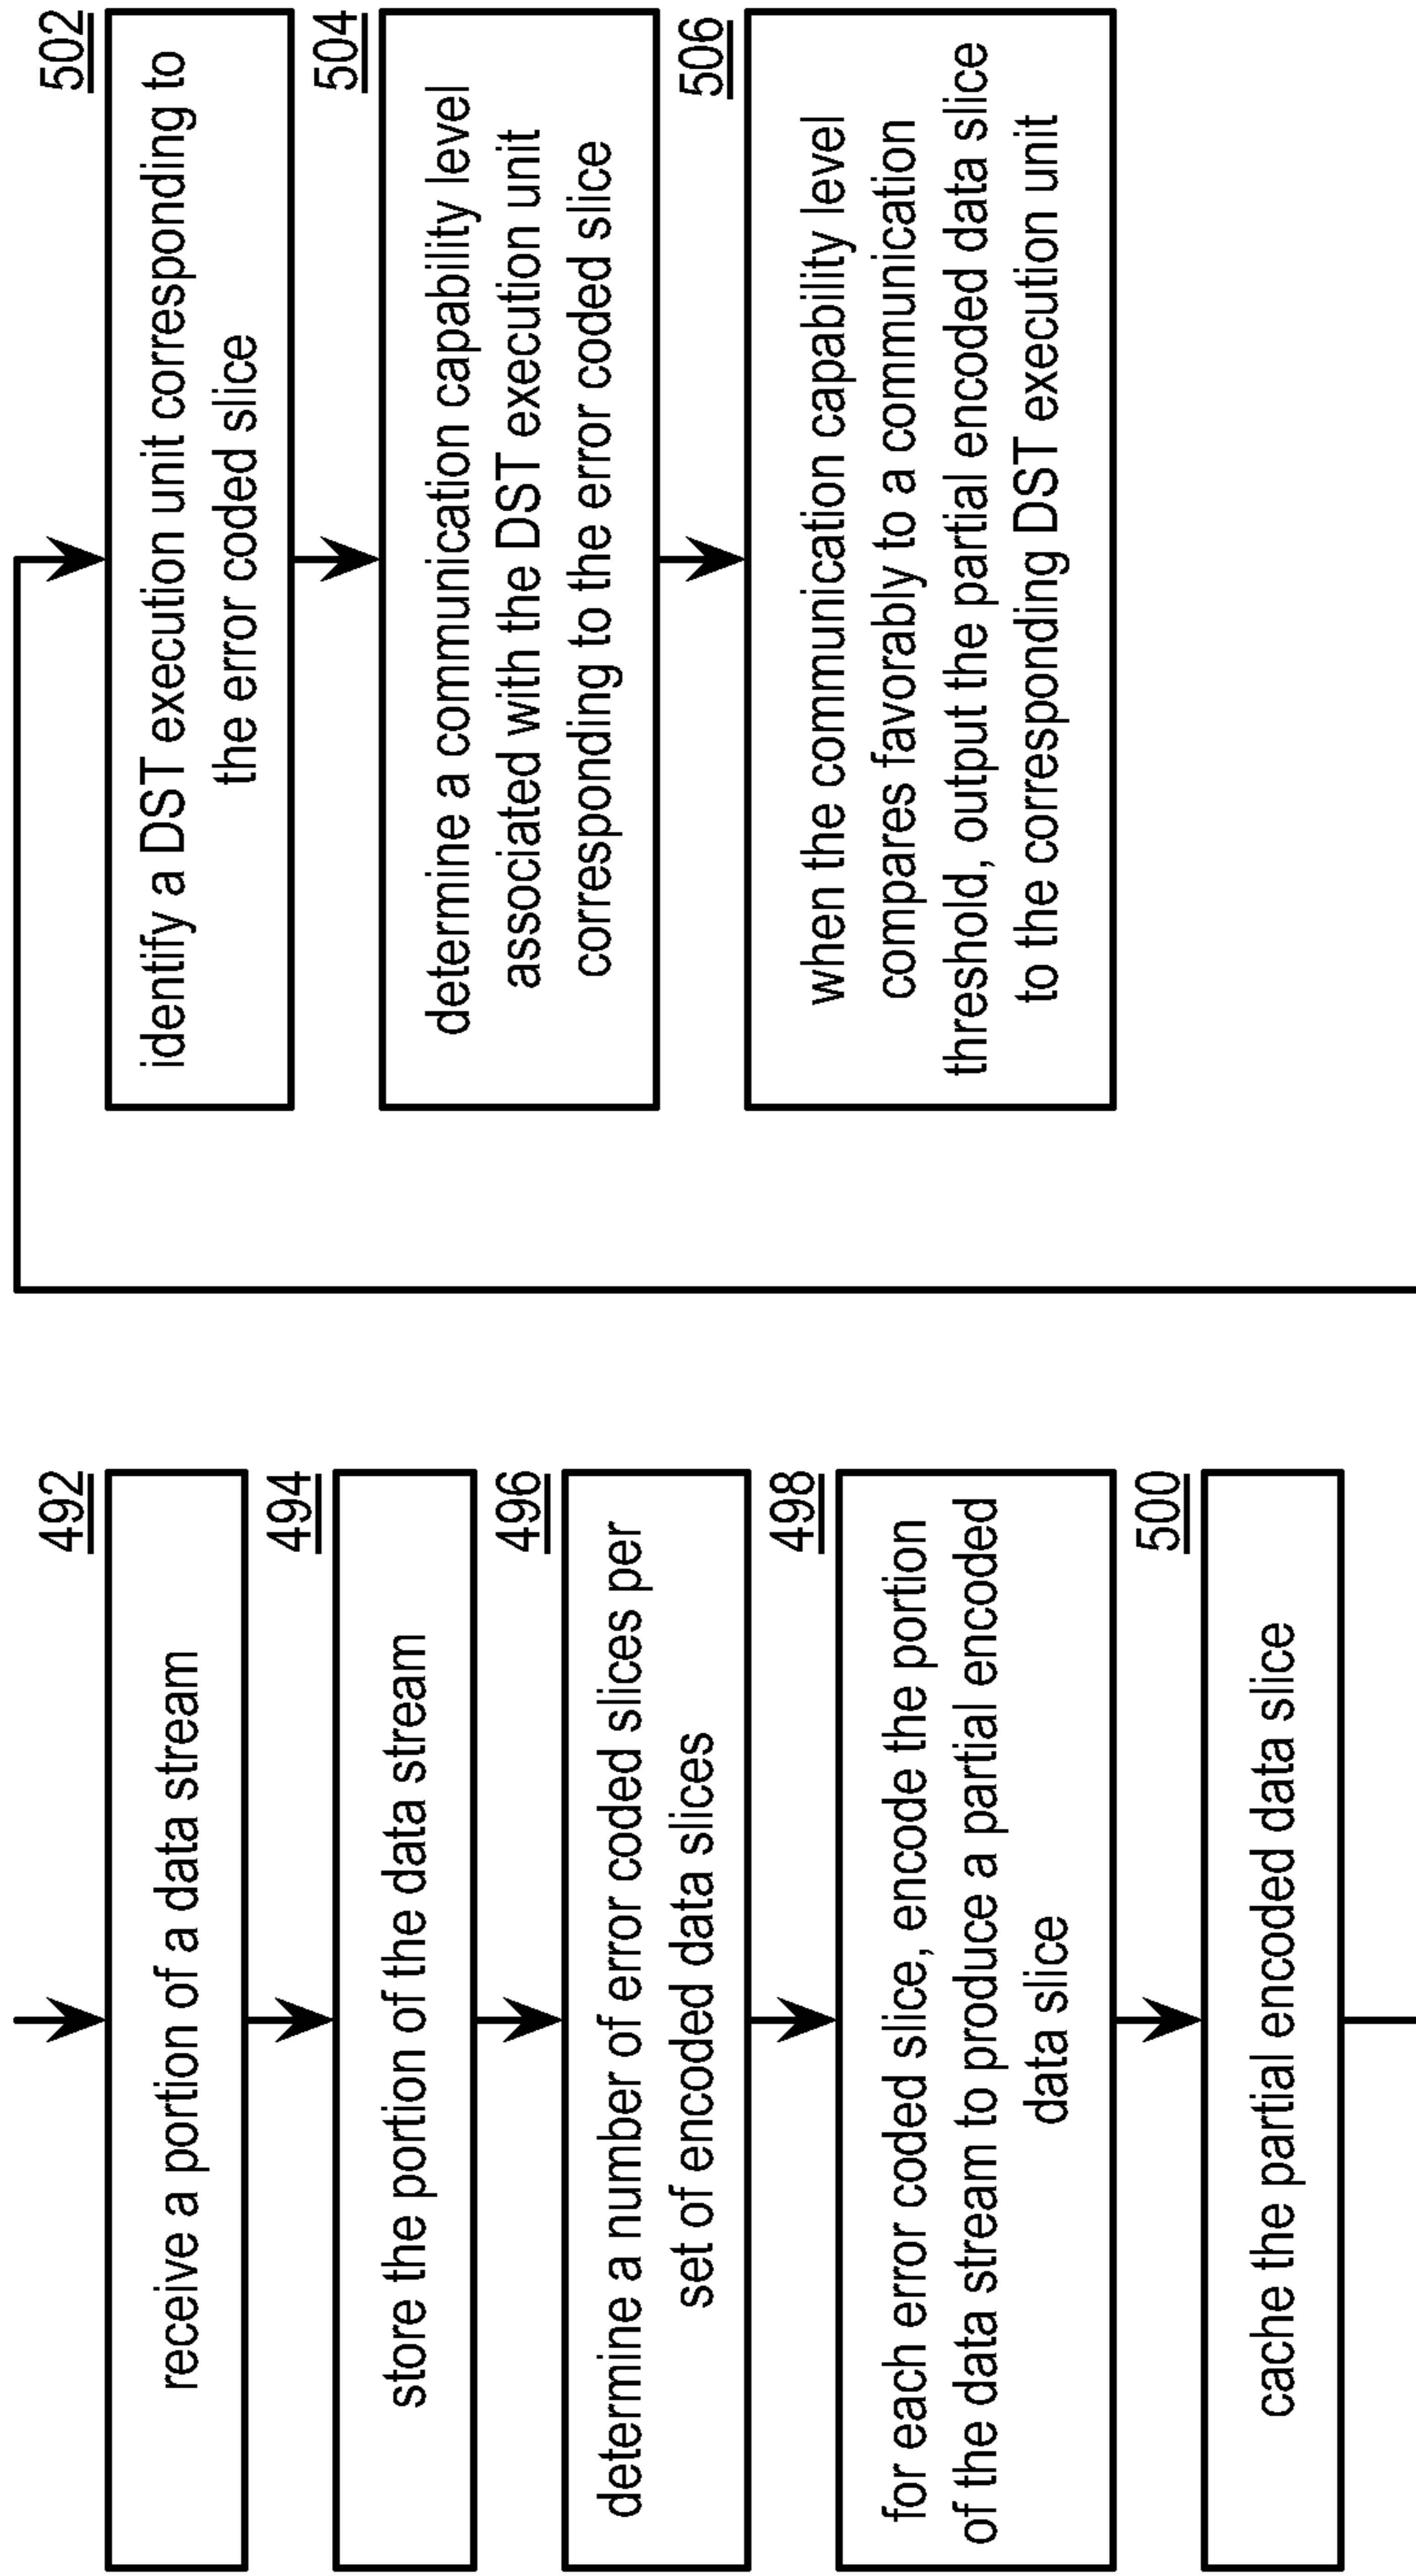 492
receive a portion of a data stream
494
store the portion of the data stream
496
determine a number of error coded slices per
set of encoded data slices
498
for each error coded slice, encode the portion
of the data stream to produce a partial encoded
data slice
500
cache the partial encoded data slice
502
identify a DST execution unit corresponding to
the error coded slice
504
determine a communication capability level
associated with the DST execution unit
corresponding to the error coded slice
506
when the communication capability level
compares favorably to a communication
threshold, output the partial encoded data slice
to the corresponding DST execution unit